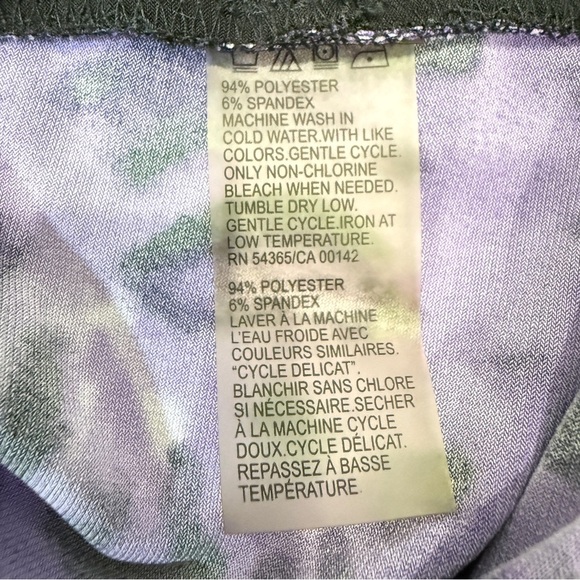 94% POLYESTER
6% SPANDEX
MACHINE WASH IN
COLD WATER.WITH LIKE
COLORS.GENTLE CYCLE.
ONLY NON-CHLORINE
BLEACH WHEN NEEDED.
TUMBLE DRY LOW.
GENTLE CYCLE.IRON AT
LOW TEMPERATURE.
RN 54365/CA 00142
94% POLYESTER
6% SPANDEX
LAVER À LA MACHINE
L'EAU FROIDE AVEC
COULEURS SIMILAIRES.
“CYCLE DELICAT”.
BLANCHIR SANS CHLORE
SI NÉCESSAIRE.SECHER
À LA MACHINE CYCLE
DOUX.CYCLE DÉLICAT.
REPASSEZ À BASSE
TEMPÉRATURE.